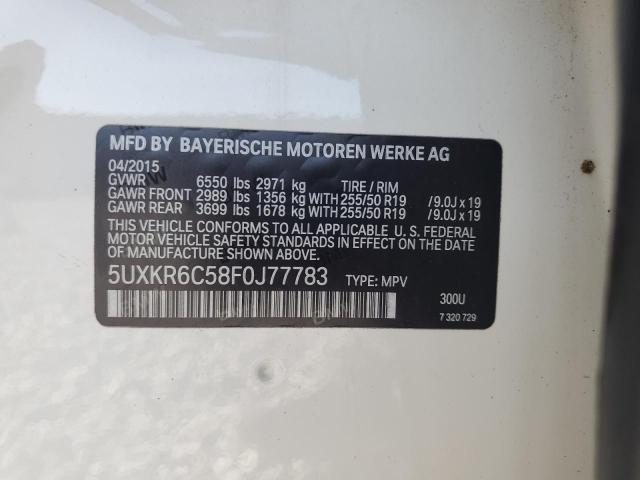 MFD BY BAYERISCHE MOTOREN WERKE AG
04/2015
GVWR 6550 lbs 2971 kg TIRE / RIM
GAWR FRONT 2989 lbs 1356 kg WITH 255/50 R19 /9.0J x 19
GAWR REAR 3699 lbs 1678 kg WITH 255/50 R19 /9.0J x 19
THIS VEHICLE CONFORMS TO ALL APPLICABLE U. S. FEDERAL
MOTOR VEHICLE SAFETY STANDARDS IN EFFECT ON THE DATE
OF MANUFACTURE SHOWN ABOVE.
5UXKR6C58F0J77783 TYPE: MPV
300U
7 320 729